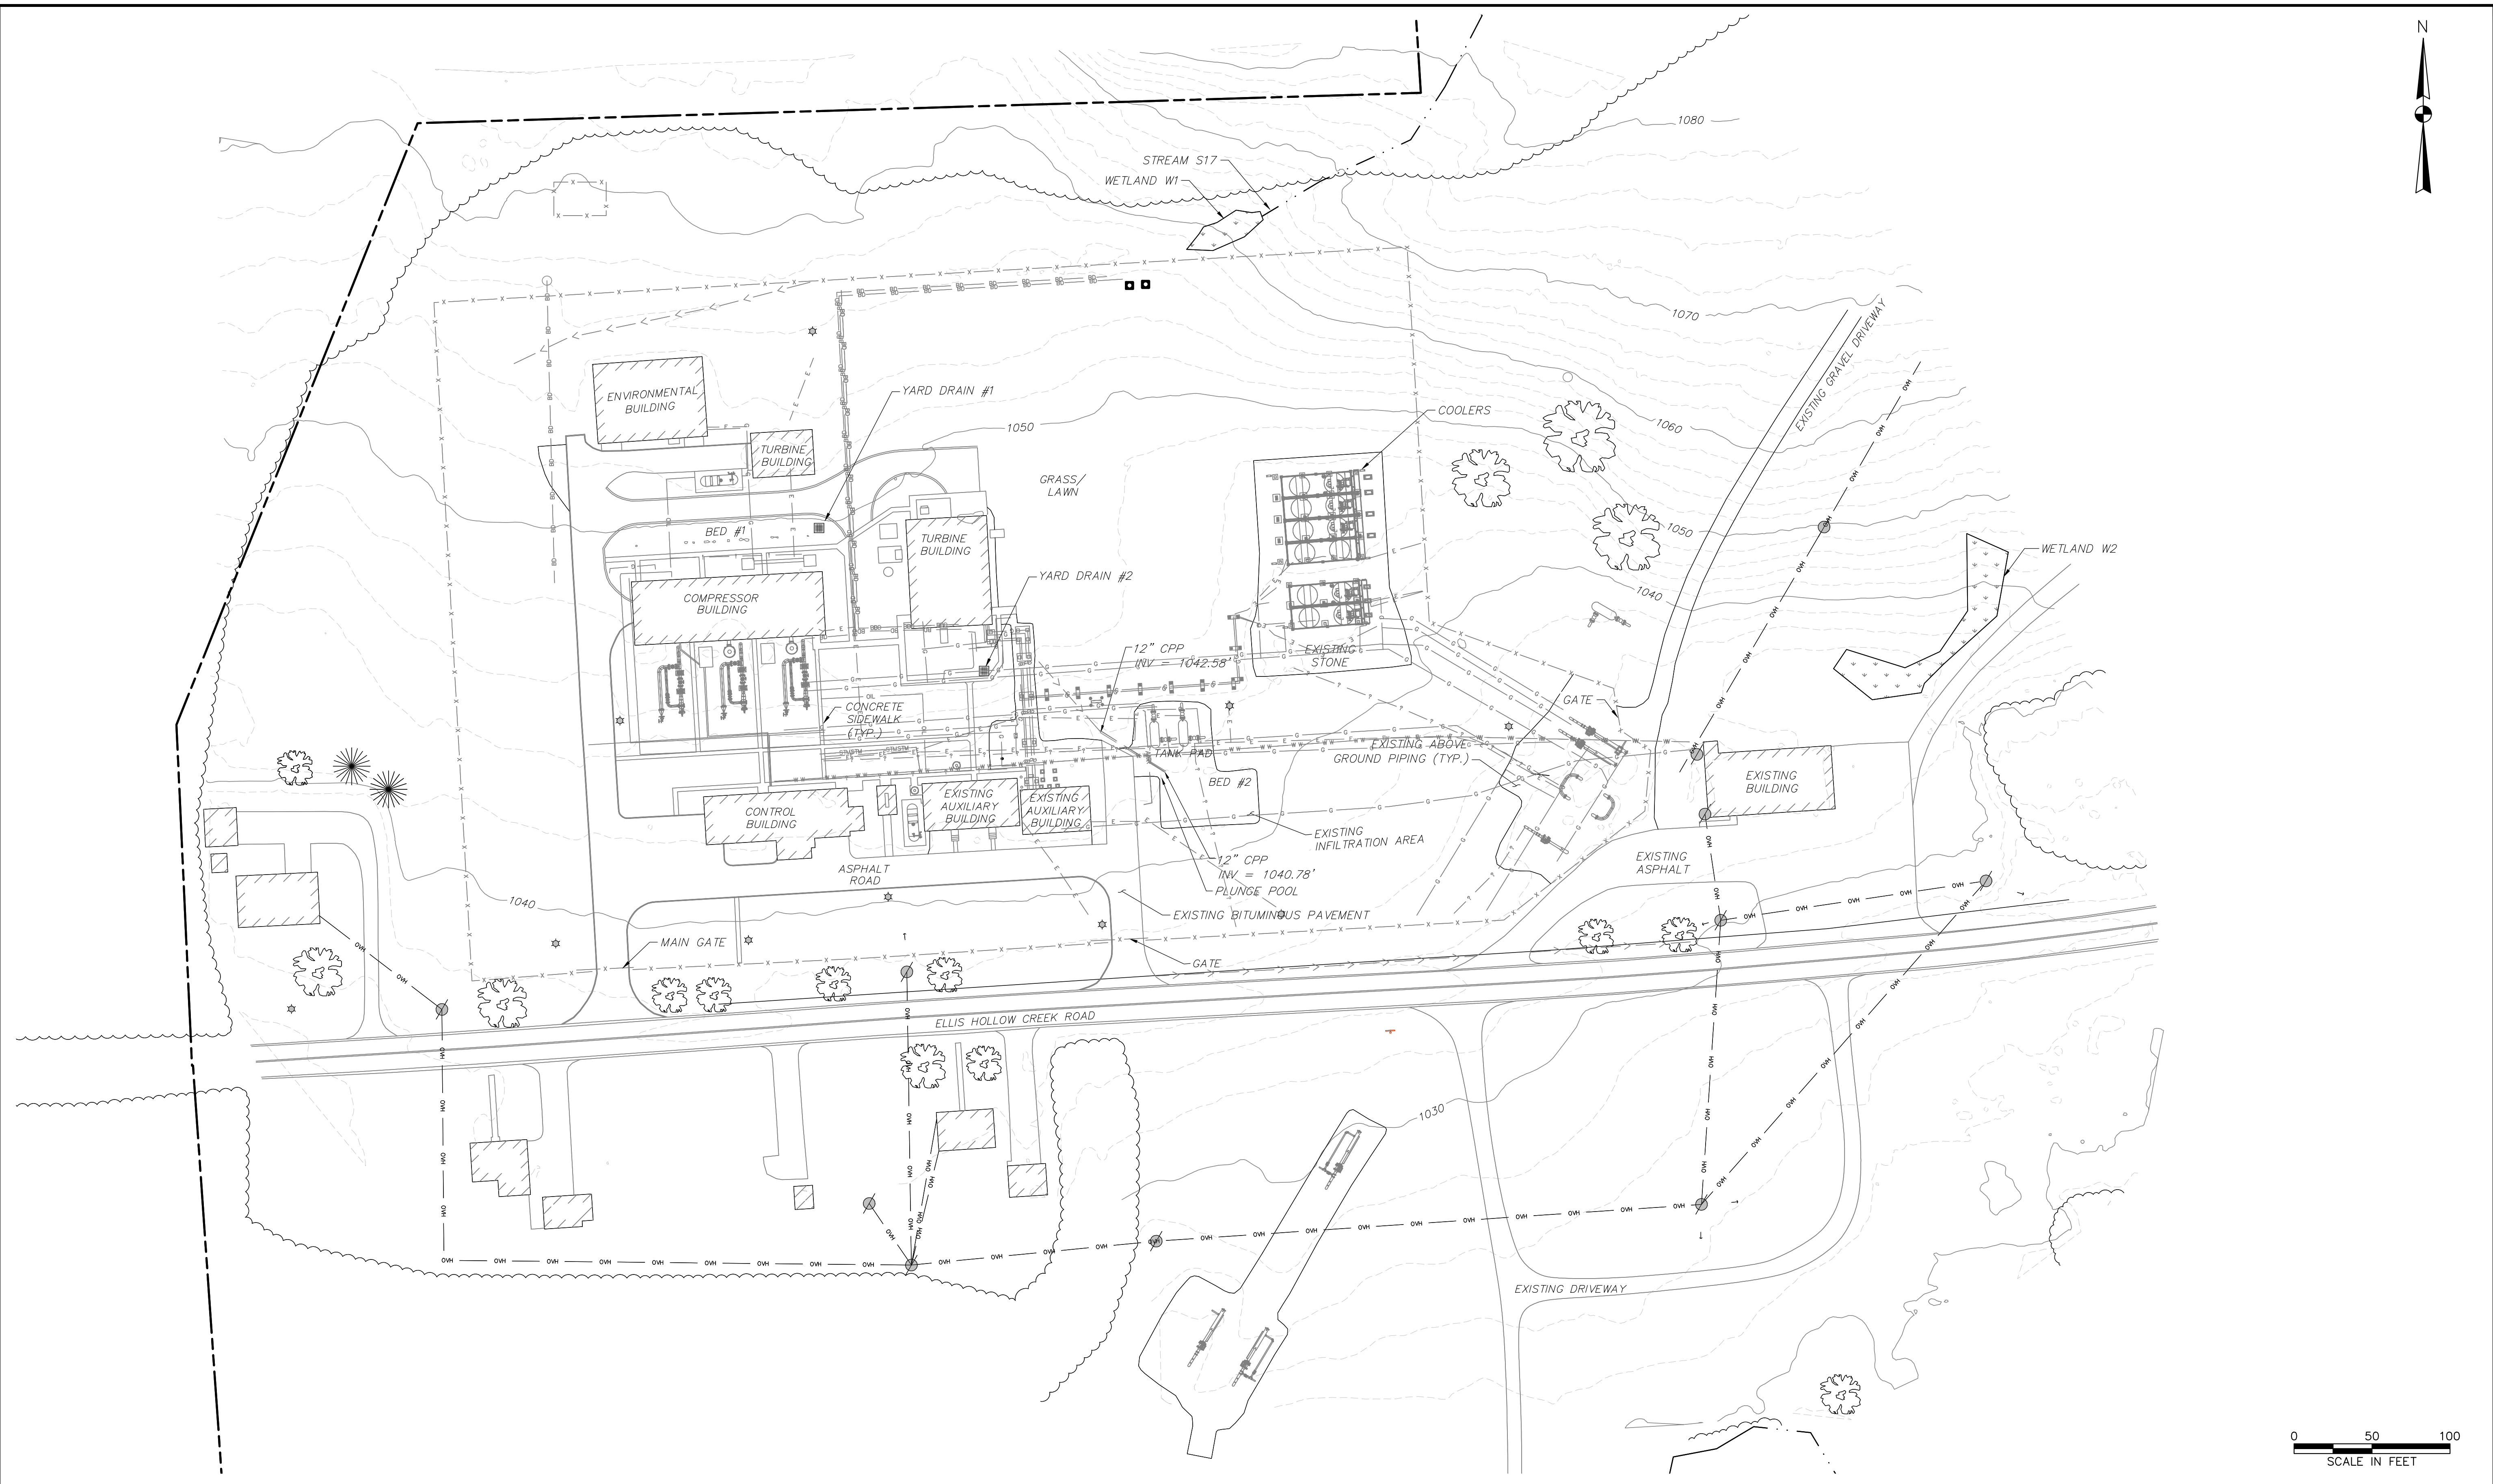 N
1080
STREAM S17
WETLAND W1
1070
EXISTING GRAVEL DRIVEWAY
ENVIRONMENTAL
BUILDING
YARD DRAIN #1
COOLERS
1050
1060
TURBINE
BUILDING
GRASS/
LAWN
BED #1
TURBINE
BUILDING
1050
WETLAND W2
YARD DRAIN #2
COMPRESSOR
BUILDING
1040
12" CPP
INV = 1042.58'
EXISTING
STONE
CONCRETE
SIDEWALK
(TYP.)
OIL
GATE
TANK PAD
EXISTING ABOVE
GROUND PIPING (TYP.)
BED #2
EXISTING
BUILDING
CONTROL
BUILDING
EXISTING
AUXILIARY
BUILDING
EXISTING
AUXILIARY
BUILDING
EXISTING
INFILTRATION AREA
12" CPP
INV = 1040.78'
PLUNGE POOL
EXISTING
ASPHALT
ASPHALT
ROAD
1040
EXISTING BITUMINOUS PAVEMENT
MAIN GATE
GATE
ELLIS HOLLOW CREEK ROAD
1030
EXISTING DRIVEWAY
0 50 100
SCALE IN FEET